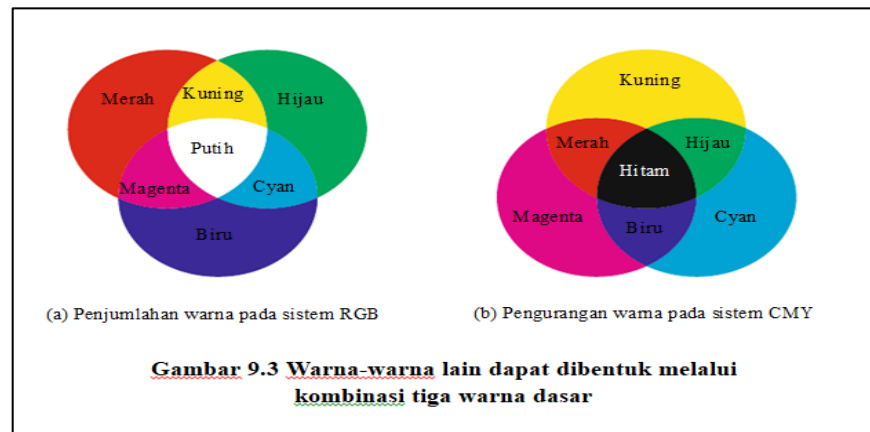 Merah
Kuning
Hijau
Putih
Magenta
Cyan
Biru
(a) Penjumlahan warna pada sistem RGB
Kuning
Merah
Hijau
Hitam
Magenta
Biru
Cyan
(b) Pengurangan warna pada sistem CMY
Gambar 9.3 Warna-warna lain dapat dibentuk melalui
kombinasi tiga warna dasar